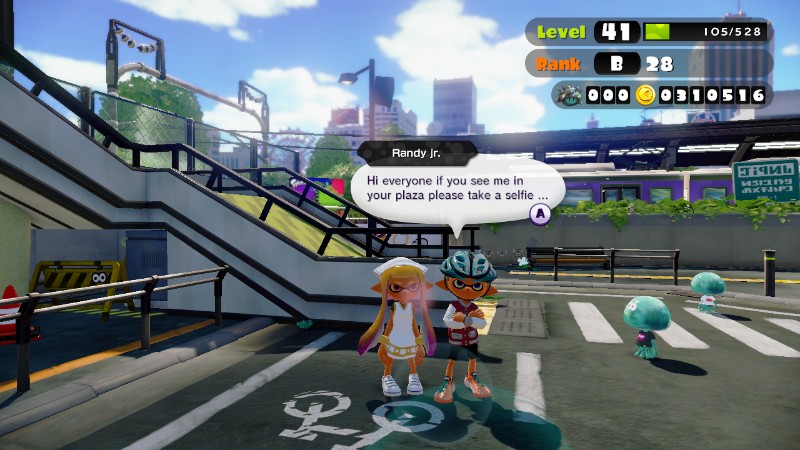 Level 41 105/528
Rank B 28
000 0310516
Randy jr.
Hi everyone if you see me in
your plaza please take a selfie ...
A